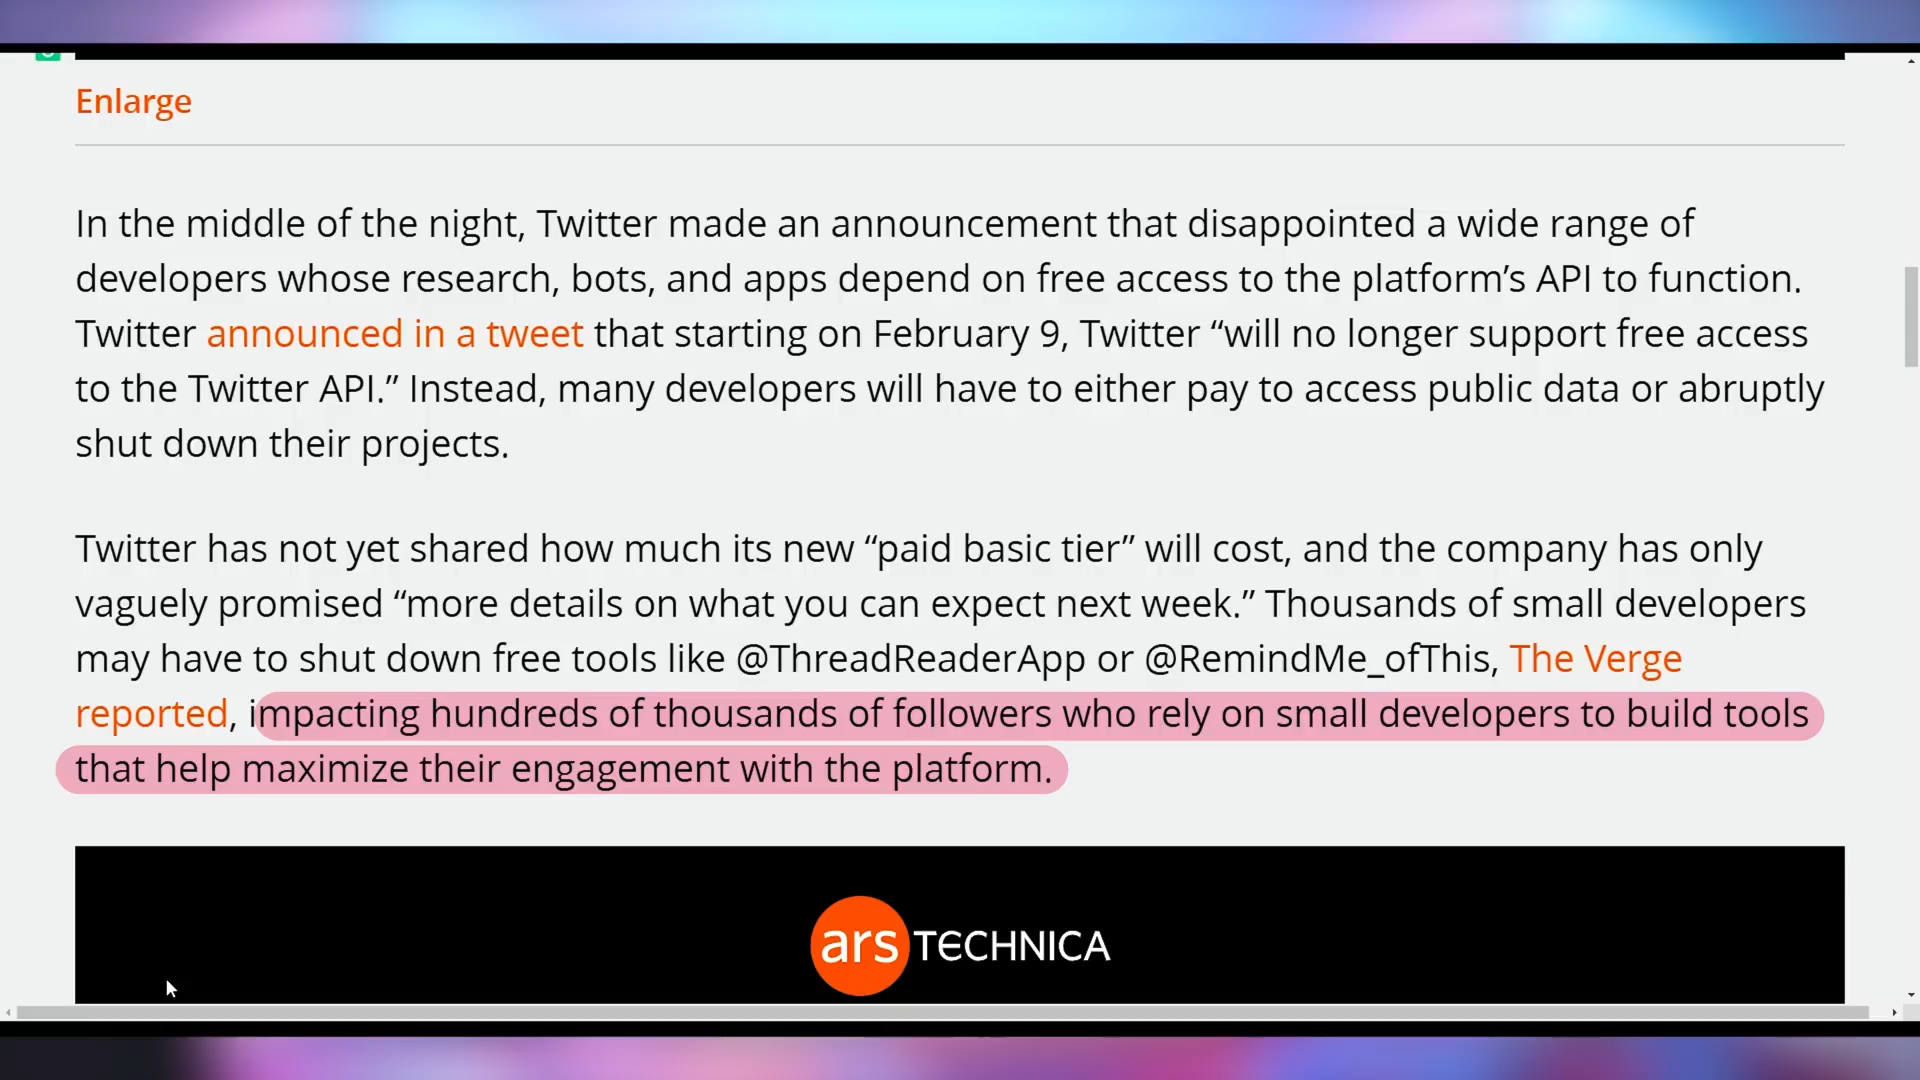 Enlarge
In the middle of the night, Twitter made an announcement that disappointed a wide range of
developers whose research, bots, and apps depend on free access to the platform’s API to function.
Twitter announced in a tweet that starting on February 9, Twitter “will no longer support free access
to the Twitter API.” Instead, many developers will have to either pay to access public data or abruptly
shut down their projects.
Twitter has not yet shared how much its new “paid basic tier” will cost, and the company has only
vaguely promised “more details on what you can expect next week.” Thousands of small developers
may have to shut down free tools like @ThreadReaderApp or @RemindMe_ofThis, The Verge
reported, impacting hundreds of thousands of followers who rely on small developers to build tools
that help maximize their engagement with the platform.
ars TECHNICA